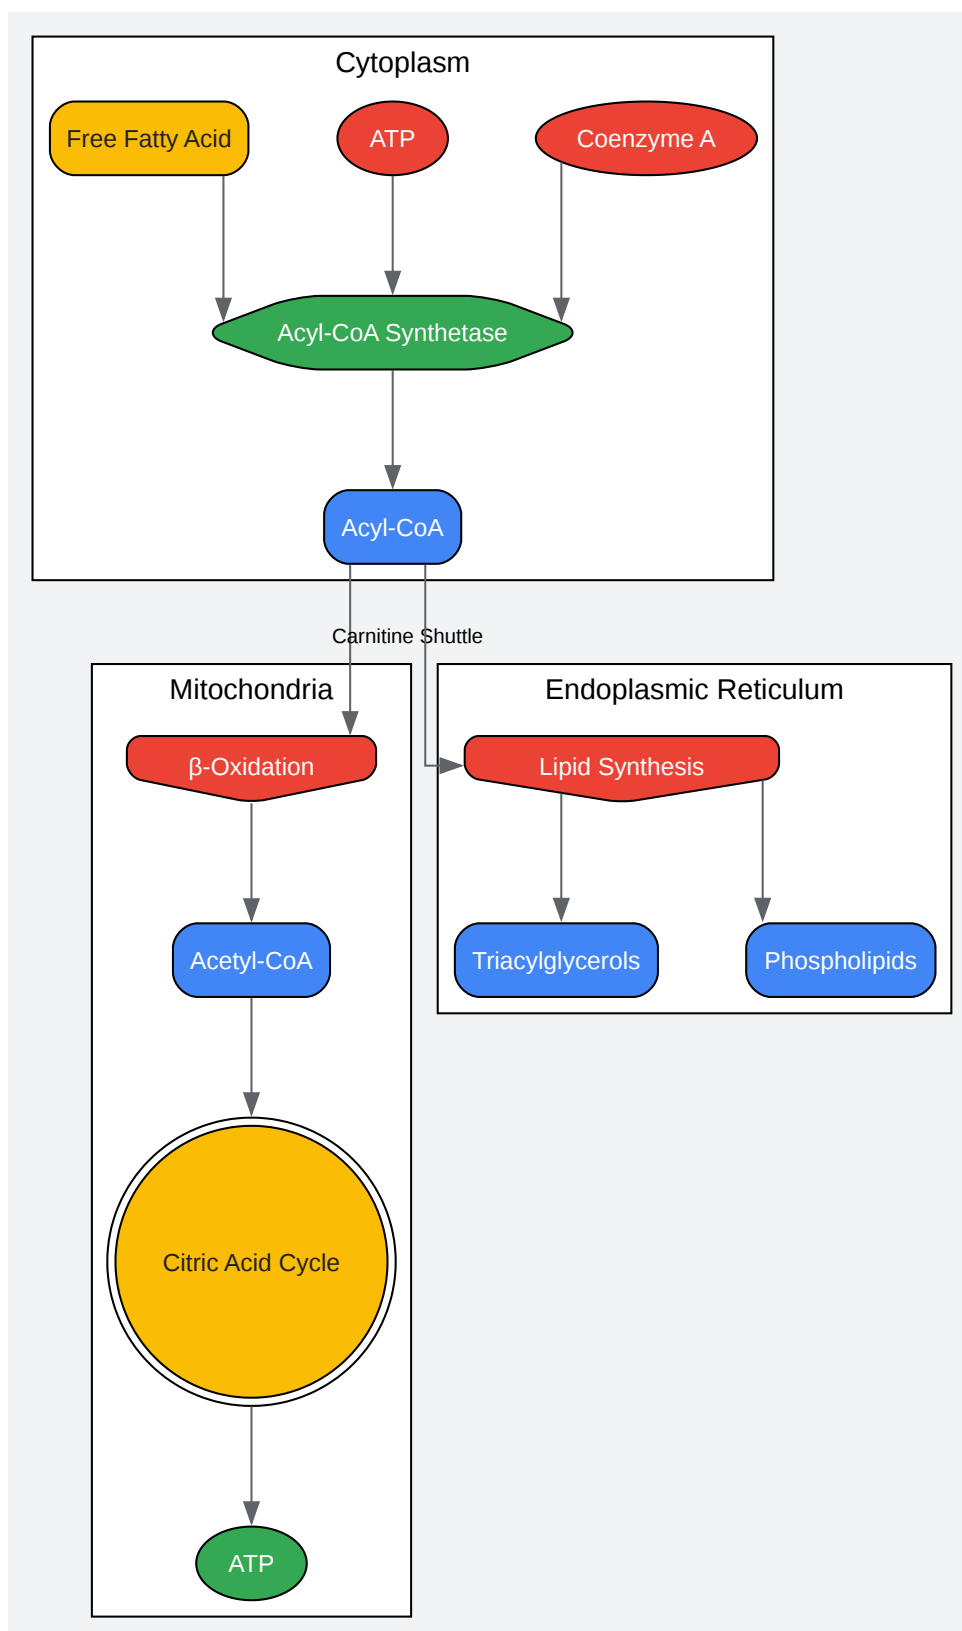 Cytoplasm
Free Fatty Acid
ATP
Coenzyme A
Acyl-CoA Synthetase
Acyl-CoA
Carnitine Shuttle
Mitochondria
Endoplasmic Reticulum
β-Oxidation
Lipid Synthesis
Acetyl-CoA
Triacylglycerols
Phospholipids
Citric Acid Cycle
ATP